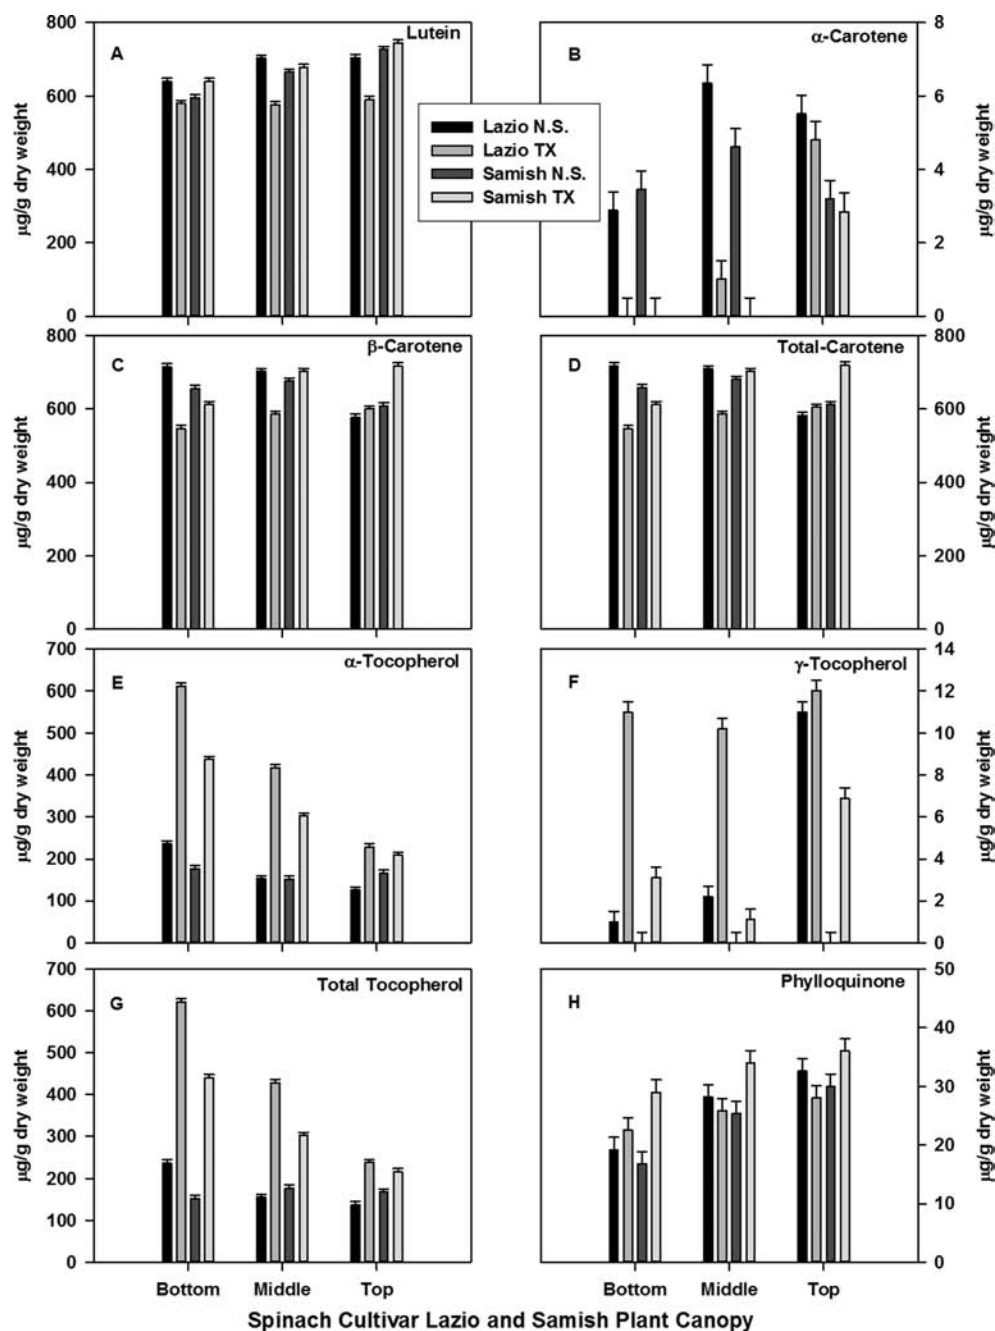 A
Lutein
800
600
400
200
0
µg/g dry weight
B
α-Carotene
8
6
4
2
0
µg/g dry weight
Lazio N.S.
Lazio TX
Samish N.S.
Samish TX
C
β-Carotene
800
600
400
200
0
µg/g dry weight
D
Total-Carotene
800
600
400
200
0
µg/g dry weight
E
α-Tocopherol
700
600
500
400
300
200
100
0
µg/g dry weight
F
γ-Tocopherol
14
12
10
8
6
4
2
0
µg/g dry weight
G
Total Tocopherol
700
600
500
400
300
200
100
0
µg/g dry weight
H
Phylloquinone
50
40
30
20
10
0
µg/g dry weight
Bottom Middle Top
Bottom Middle Top
Spinach Cultivar Lazio and Samish Plant Canopy